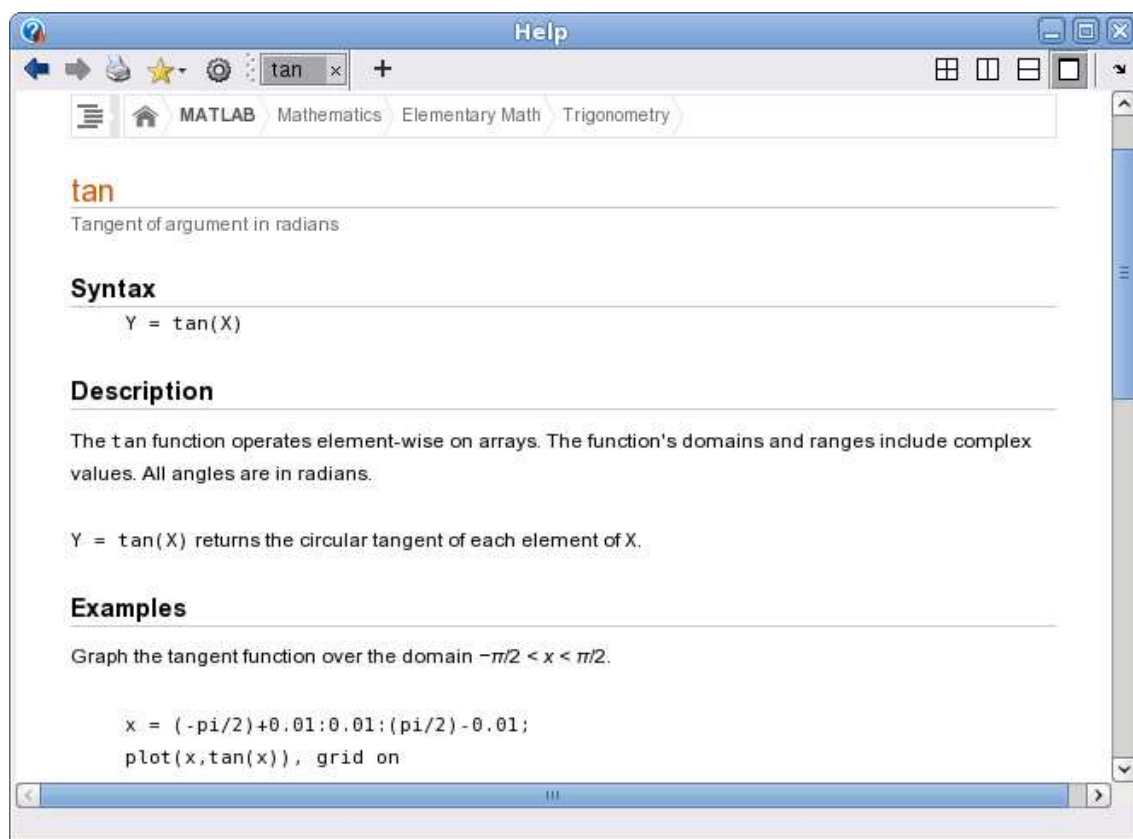 Help
tan
MATLAB Mathematics Elementary Math Trigonometry
tan
Tangent of argument in radians
Syntax
Y = tan(X)
Description
The tan function operates element-wise on arrays. The function's domains and ranges include complex
values. All angles are in radians.
Y = tan(X) returns the circular tangent of each element of X.
Examples
Graph the tangent function over the domain −π/2 < x < π/2.
x = (-pi/2)+0.01:0.01:(pi/2)-0.01;
plot(x,tan(x)), grid on